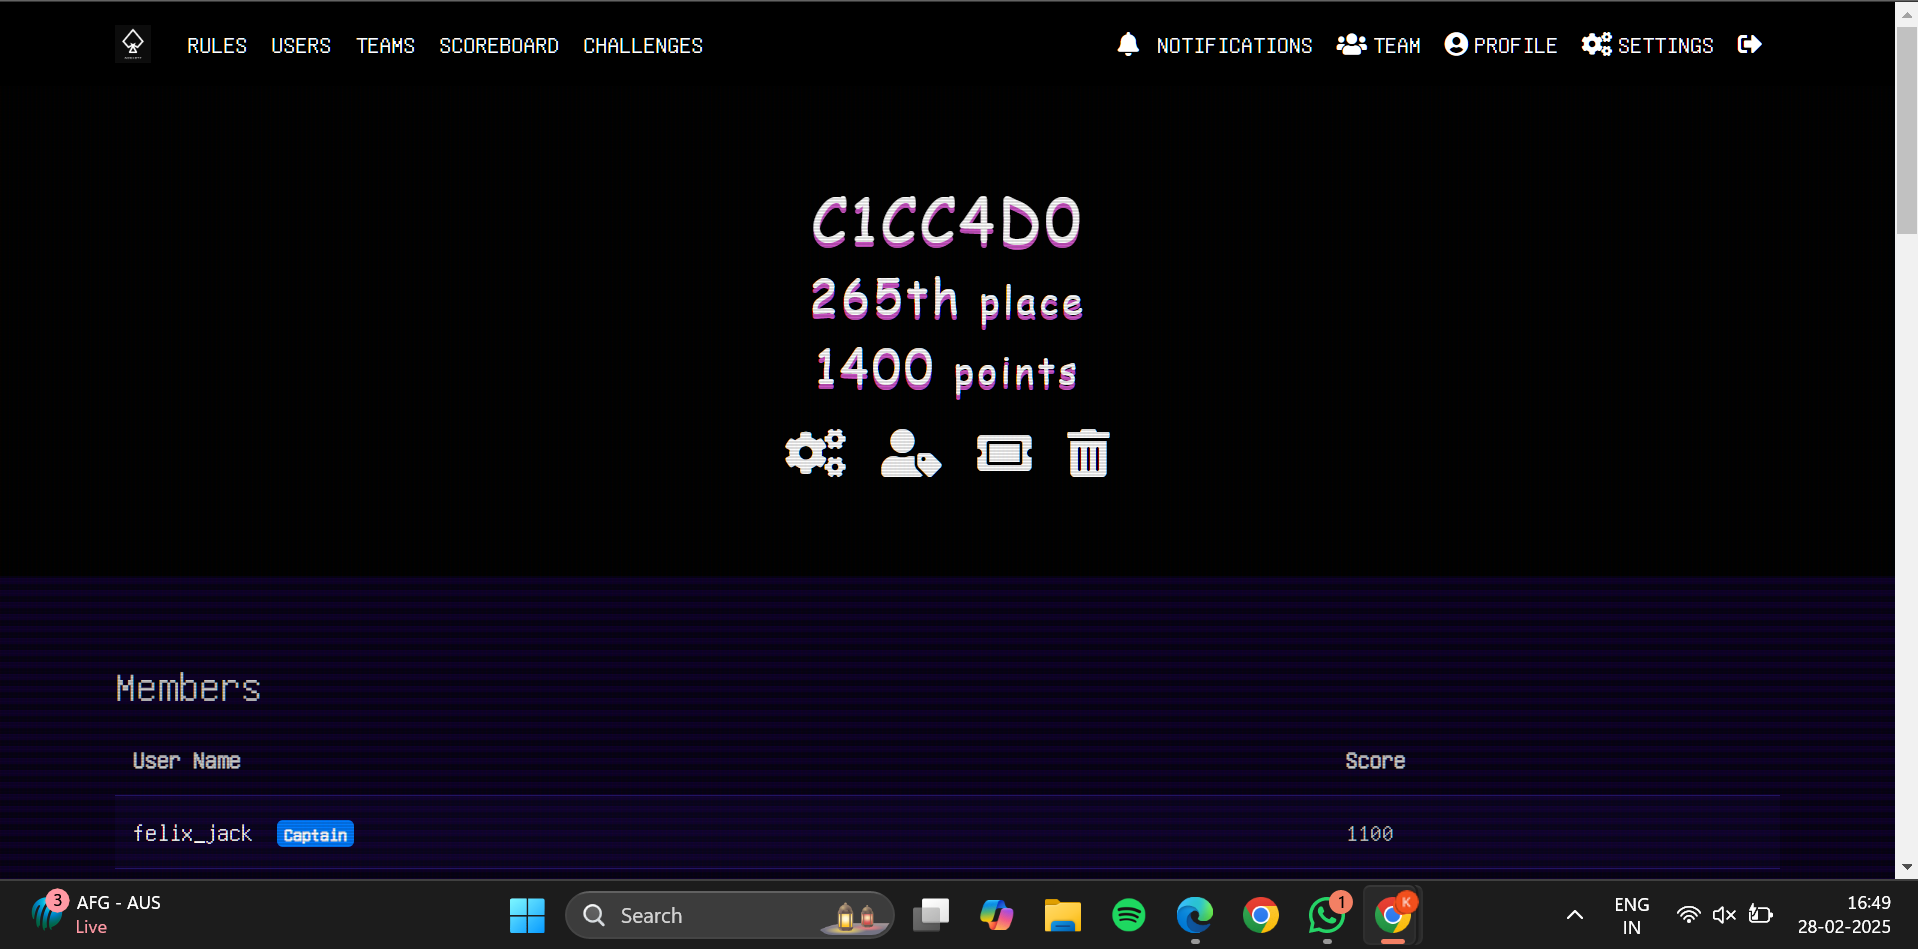 RULES USERS TEAMS SCOREBOARD CHALLENGES NOTIFICATIONS TEAM PROFILE SETTINGS
C1CC4D0
265th place
1400 points
Members
User Name Score
felix_jack Captain 1100
3 AFG - AUS
Live
Search
1
K
ENG
IN
16:49
28-02-2025